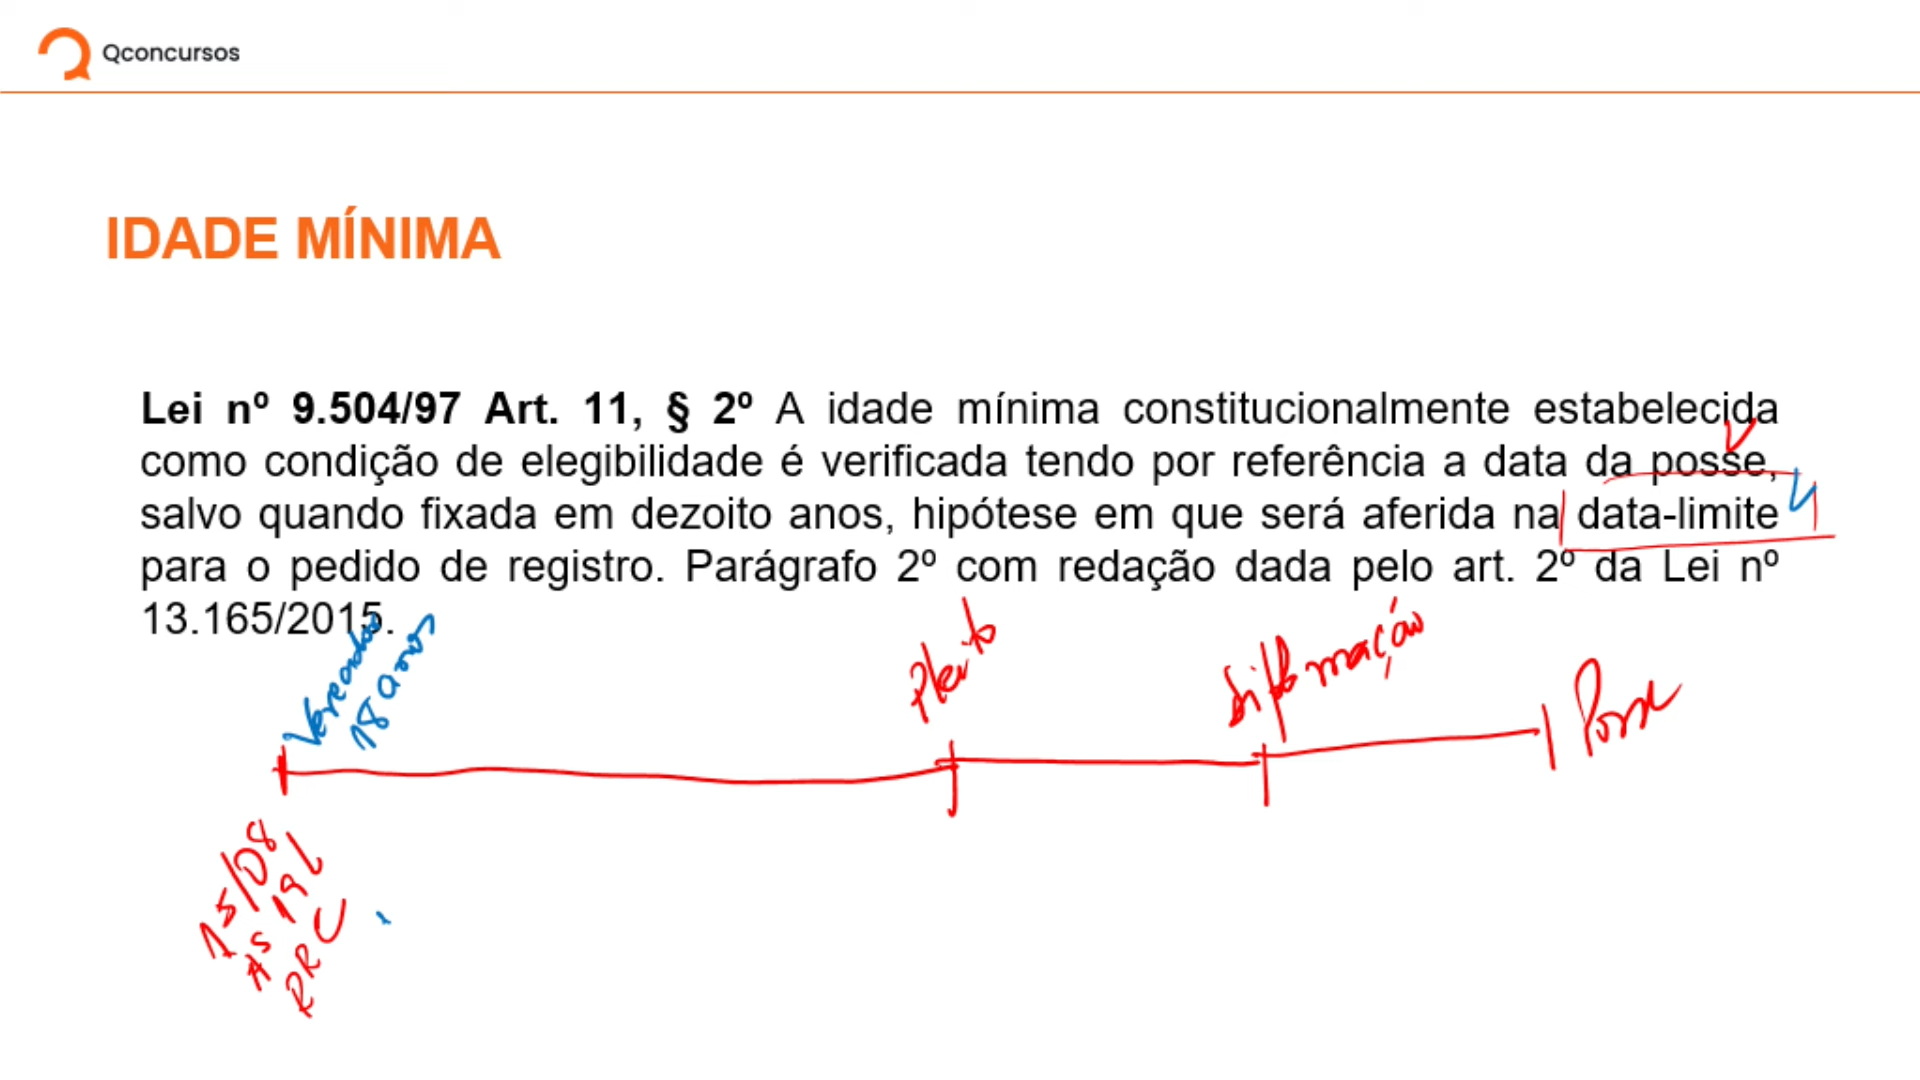 Qconcursos
IDADE MÍNIMA
Lei nº 9.504/97 Art. 11, § 2º A idade mínima constitucionalmente estabelecida
como condição de elegibilidade é verificada tendo por referência a data da posse,
salvo quando fixada em dezoito anos, hipótese em que será aferida na data-limite
para o pedido de registro. Parágrafo 2º com redação dada pelo art. 2º da Lei nº
13.165/2015.
Vereador
18 anos
Pleito
diplomação
Posse
15/08
às 19h
RRC